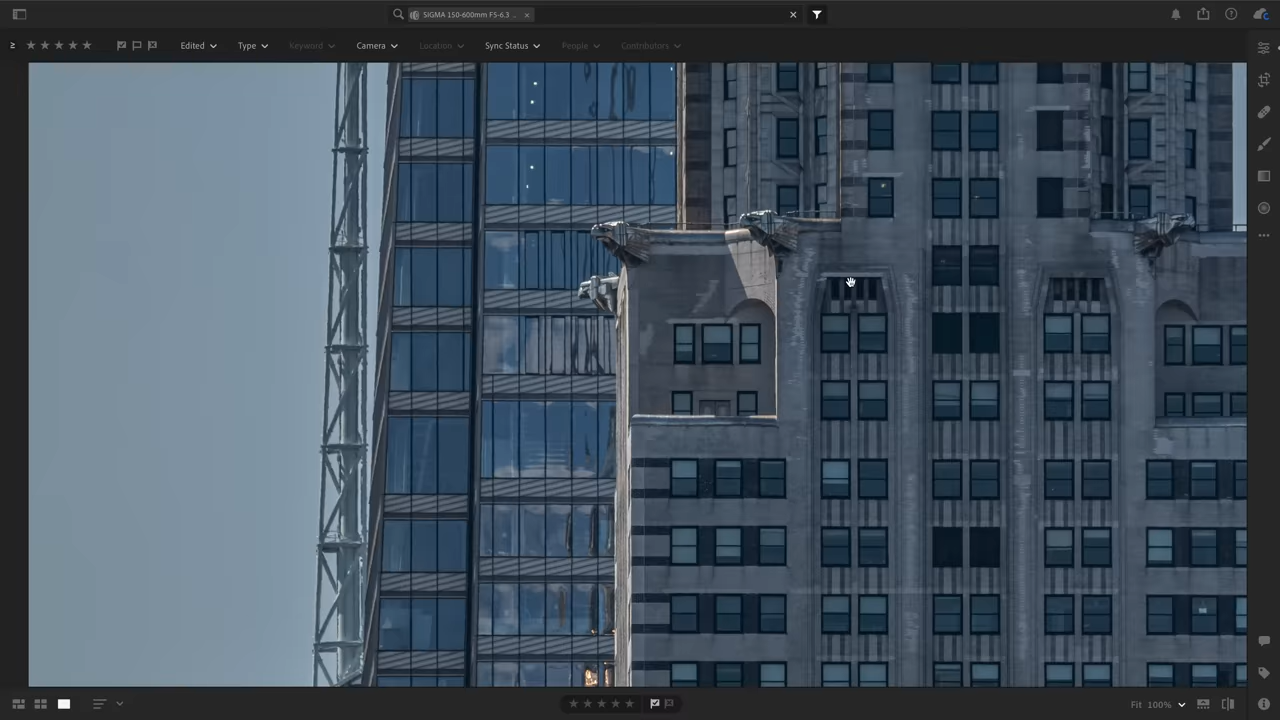 SIGMA 150-600mm F5-6.3 ...
Edited
Type
Keyword
Camera
Location
Sync Status
People
Contributors
Fit 100%